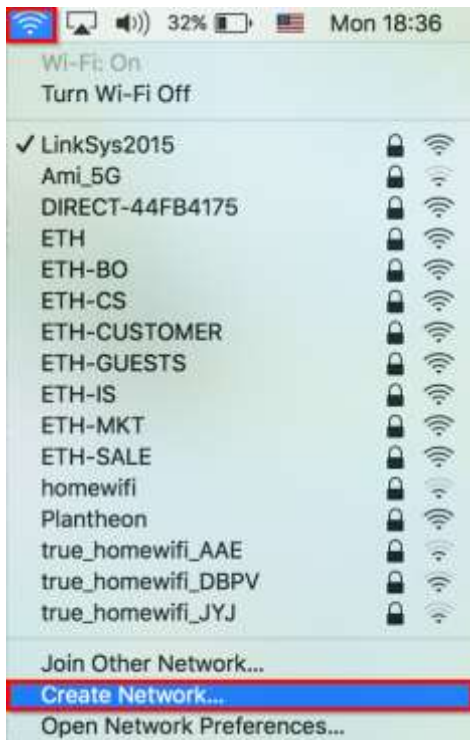 32% Mon 18:36
Wi-Fi: On
Turn Wi-Fi Off
✓ LinkSys2015
Ami_5G
DIRECT-44FB4175
ETH
ETH-BO
ETH-CS
ETH-CUSTOMER
ETH-GUESTS
ETH-IS
ETH-MKT
ETH-SALE
homewifi
Plantheon
true_homewifi_AAE
true_homewifi_DBPV
true_homewifi_JYJ
Join Other Network...
Create Network...
Open Network Preferences...